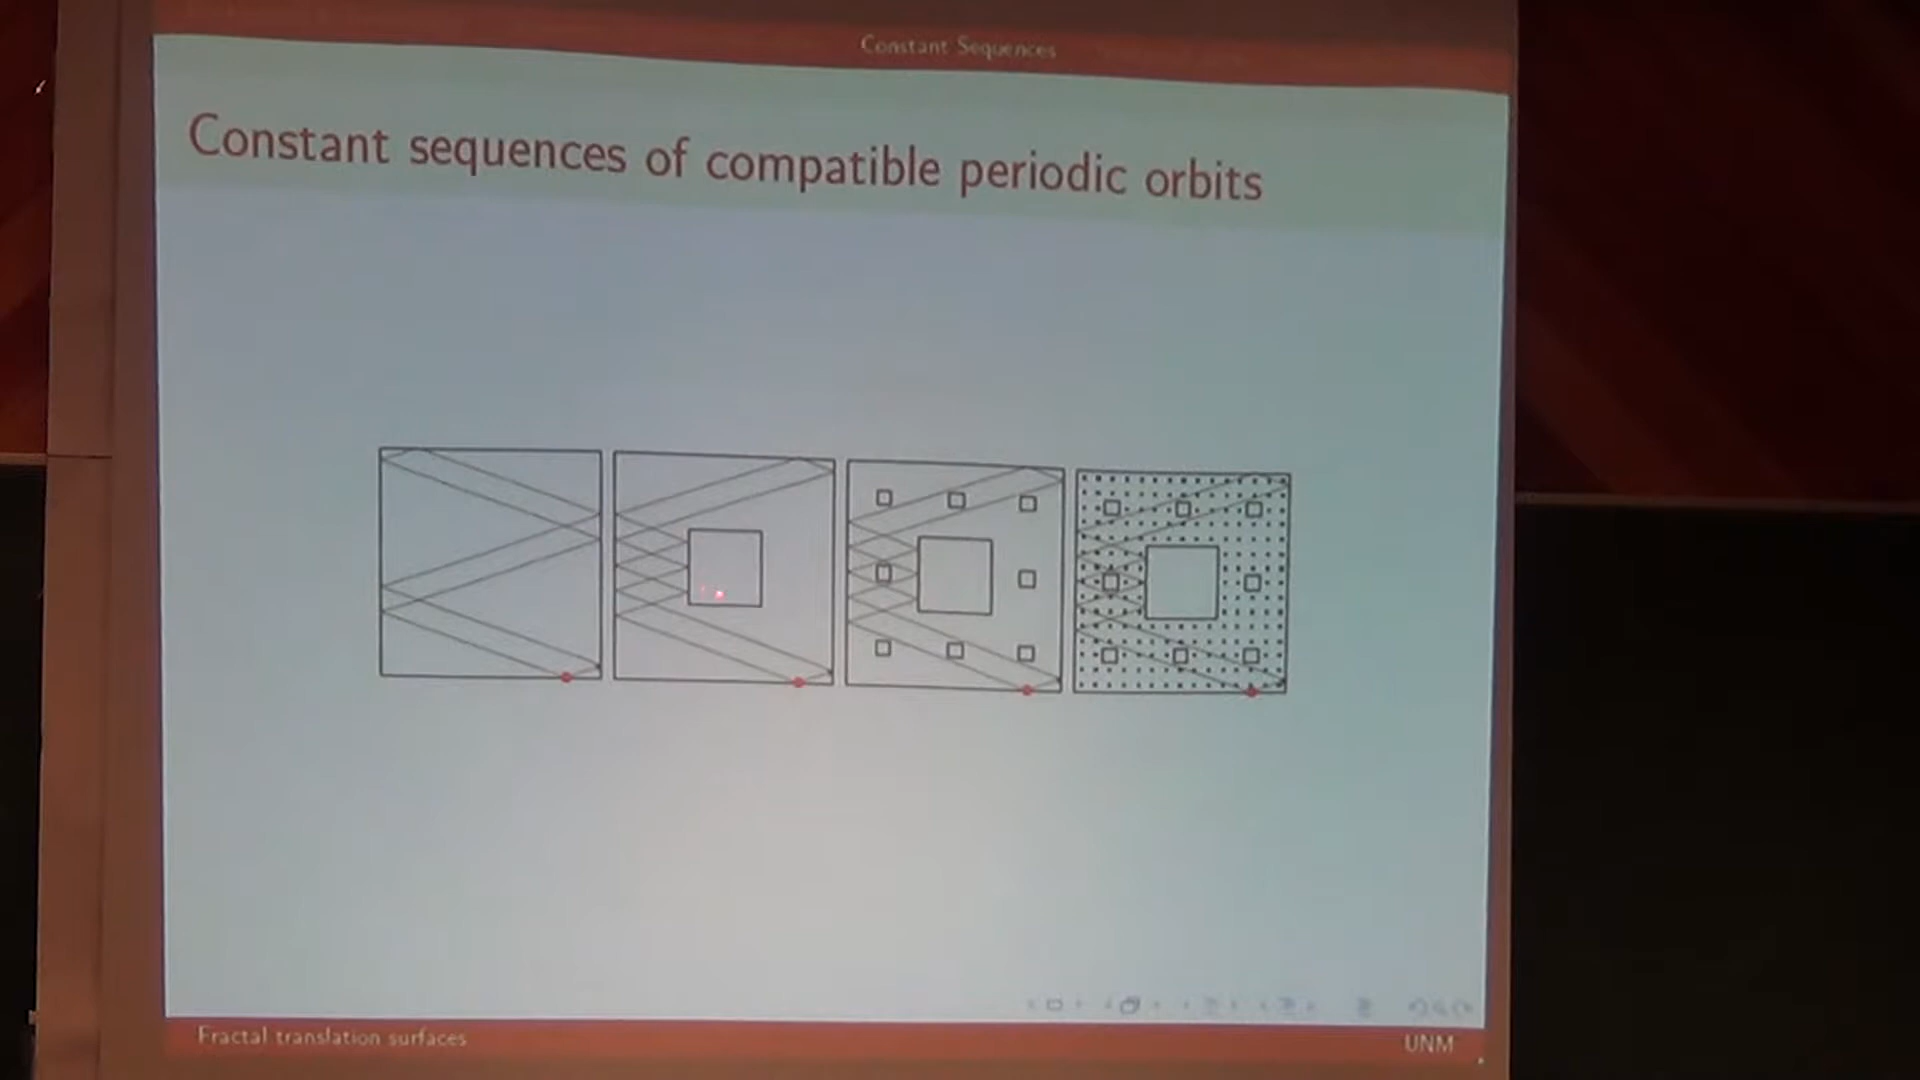 Constant Sequences
Constant sequences of compatible periodic orbits
Fractal translation surfaces
UNM